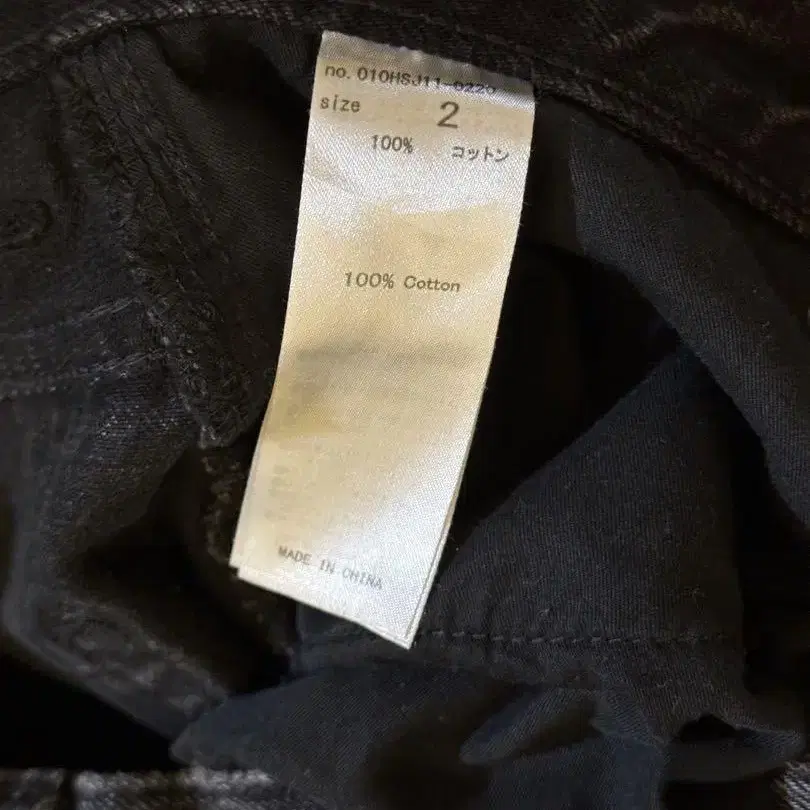 no. 010HSJ11-0220
size 2
100% コットン
100% Cotton
MADE IN CHINA